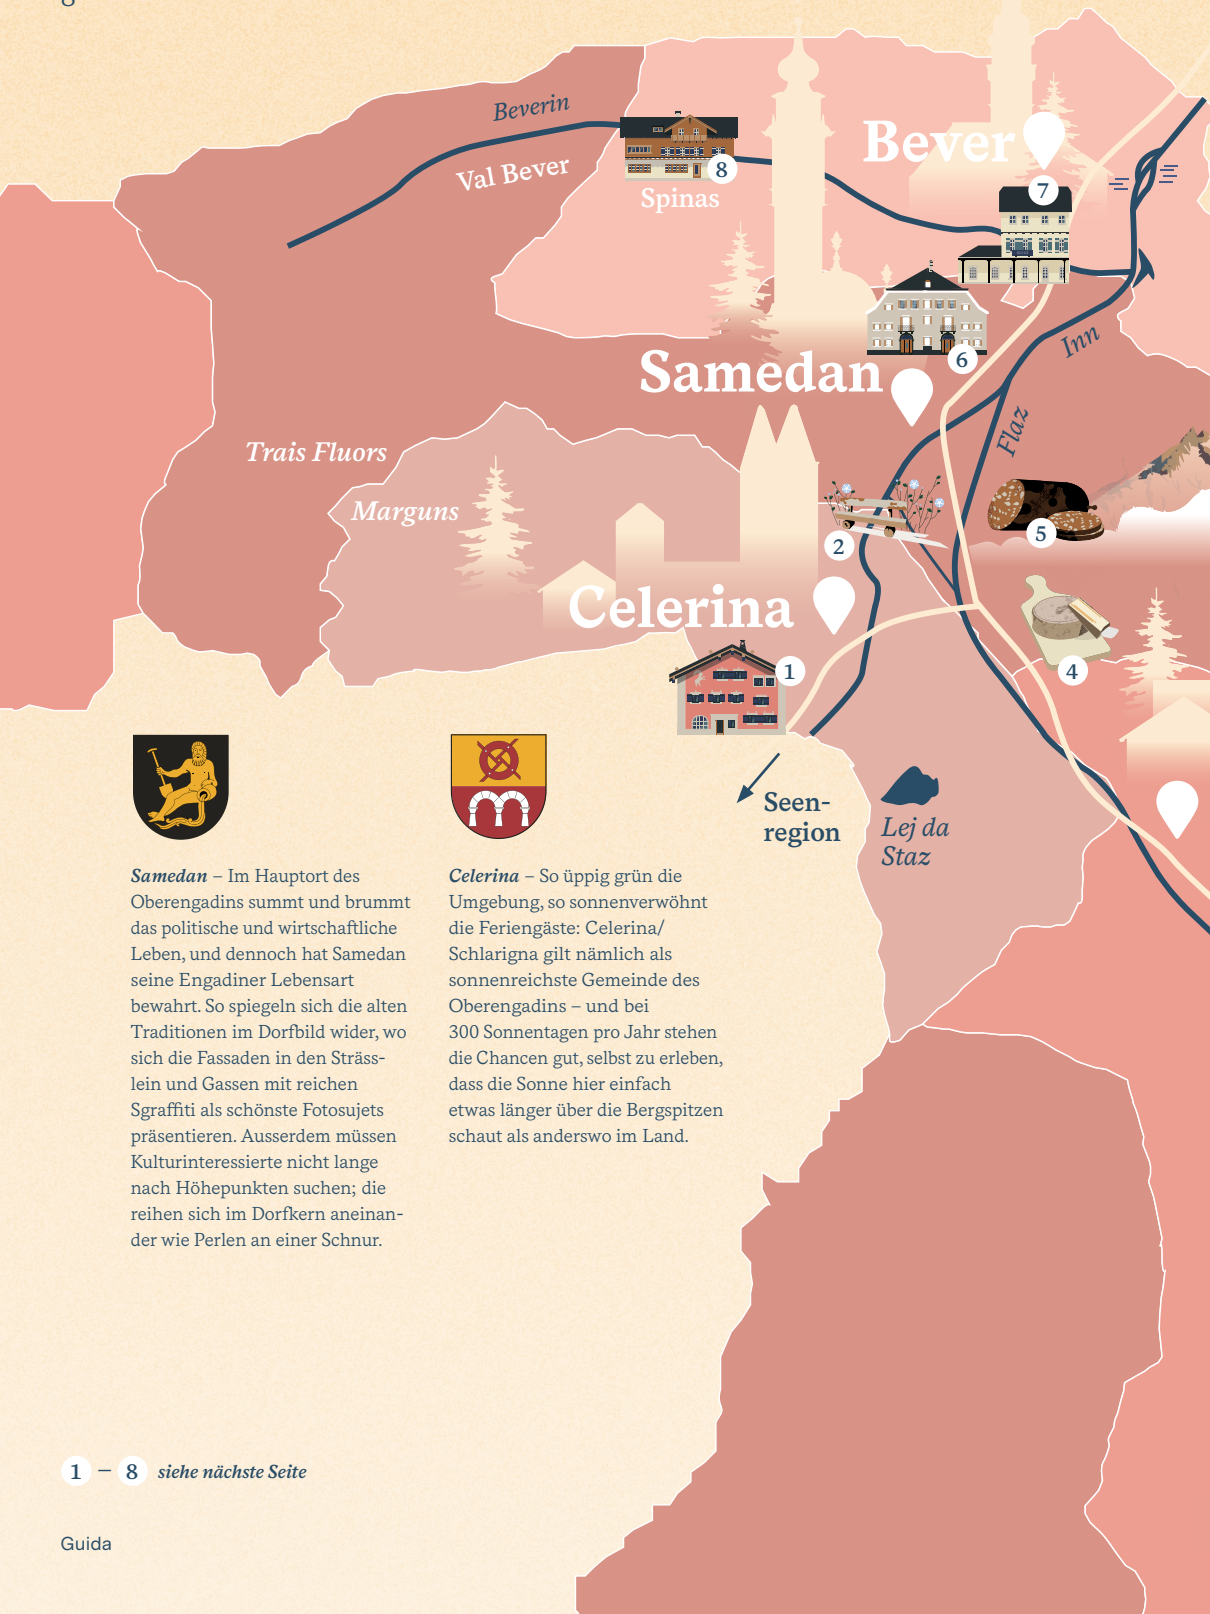 Beverin
Val Bever
Bever
8
Spinas
7
Inn
6
Samedan
Flaz
Trais Fluors
Marguns
5
2
Celerina
1
4
Seen-
region
Lej da
Staz
Samedan – Im Hauptort des
Oberengadins summt und brummt
das politische und wirtschaftliche
Leben, und dennoch hat Samedan
seine Engadiner Lebensart
bewahrt. So spiegeln sich die alten
Traditionen im Dorfbild wider, wo
sich die Fassaden in den Sträss-
lein und Gassen mit reichen
Sgraffiti als schönste Fotosujets
präsentieren. Ausserdem müssen
Kulturinteressierte nicht lange
nach Höhepunkten suchen; die
reihen sich im Dorfkern aneinan-
der wie Perlen an einer Schnur.
Celerina – So üppig grün die
Umgebung, so sonnenverwöhnt
die Feriengäste: Celerina/
Schlarigna gilt nämlich als
sonnenreichste Gemeinde des
Oberengadins – und bei
300 Sonnentagen pro Jahr stehen
die Chancen gut, selbst zu erleben,
dass die Sonne hier einfach
etwas länger über die Bergspitzen
schaut als anderswo im Land.
1 – 8 siehe nächste Seite
Guida